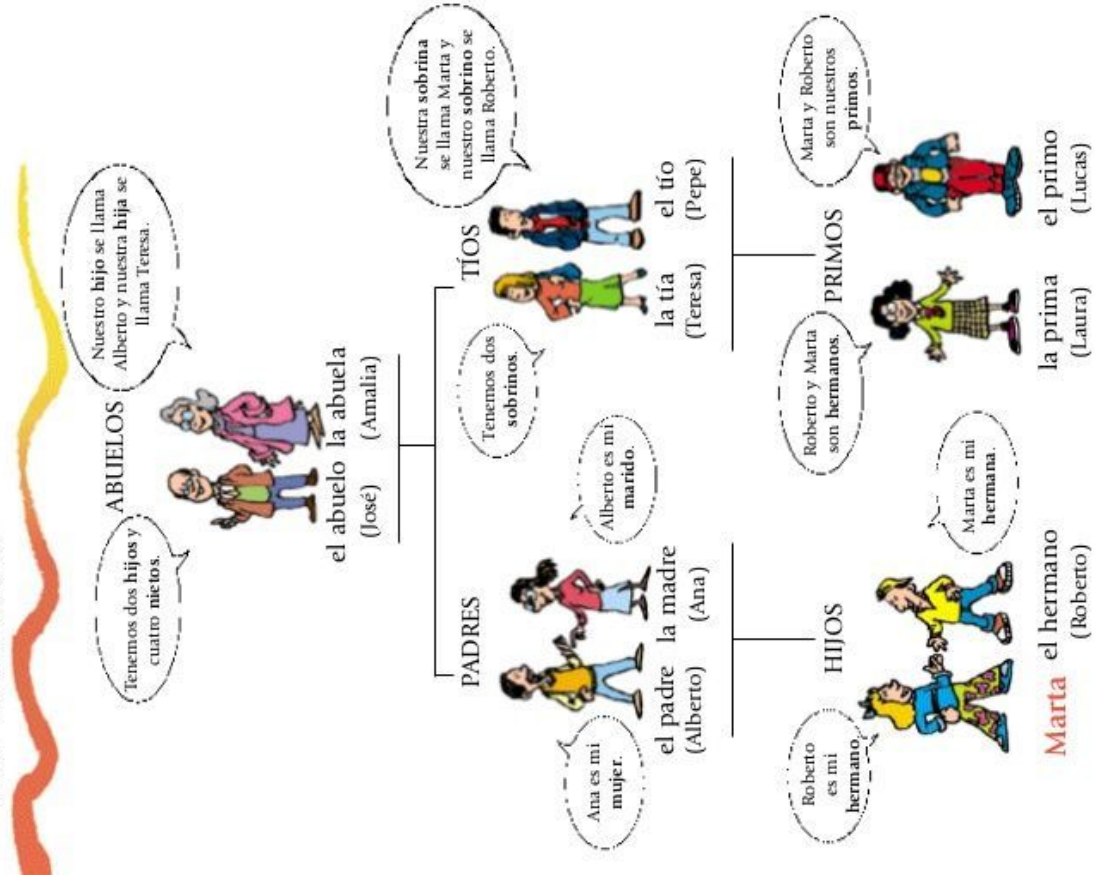 ABUELOS
Tenemos dos hijos y
cuatro nietos.
Nuestro hijo se llama
Alberto y nuestra hija se
llama Teresa.
el abuelo la abuela
(José) (Amalia)
PADRES
TÍOS
Ana es mi
mujer.
Alberto es mi
marido.
Tenemos dos
sobrinos.
Nuestra sobrina
se llama Marta y
nuestro sobrino se
llama Roberto.
el padre la madre
(Alberto) (Ana)
la tía el tío
(Teresa) (Pepe)
HIJOS
PRIMOS
Roberto
es mi
hermano.
Marta es mi
hermana.
Roberto y Marta
son hermanos.
Marta y Roberto
son nuestros
primos.
Marta el hermano
(Roberto)
la prima el primo
(Laura) (Lucas)